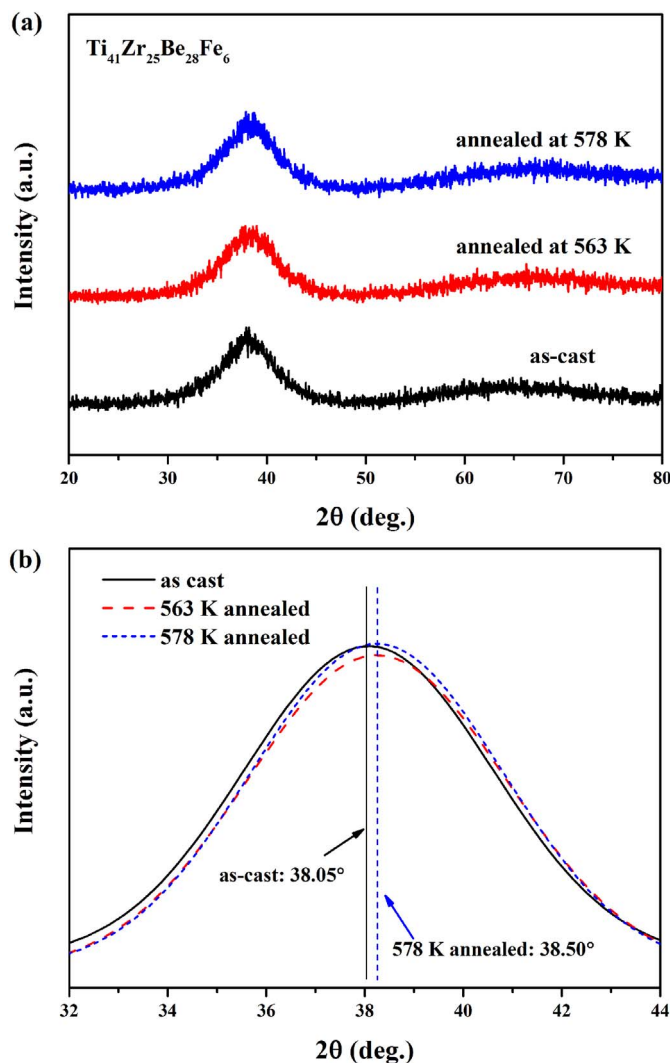 (a)
Ti₄₁Zr₂₅Be₂₈Fe₆
annealed at 578 K
annealed at 563 K
as-cast
Intensity (a.u.)
20 30 40 50 60 70 80
2θ (deg.)
(b)
as cast
563 K annealed
578 K annealed
Intensity (a.u.)
as-cast: 38.05°
578 K annealed: 38.50°
32 34 36 38 40 42 44
2θ (deg.)